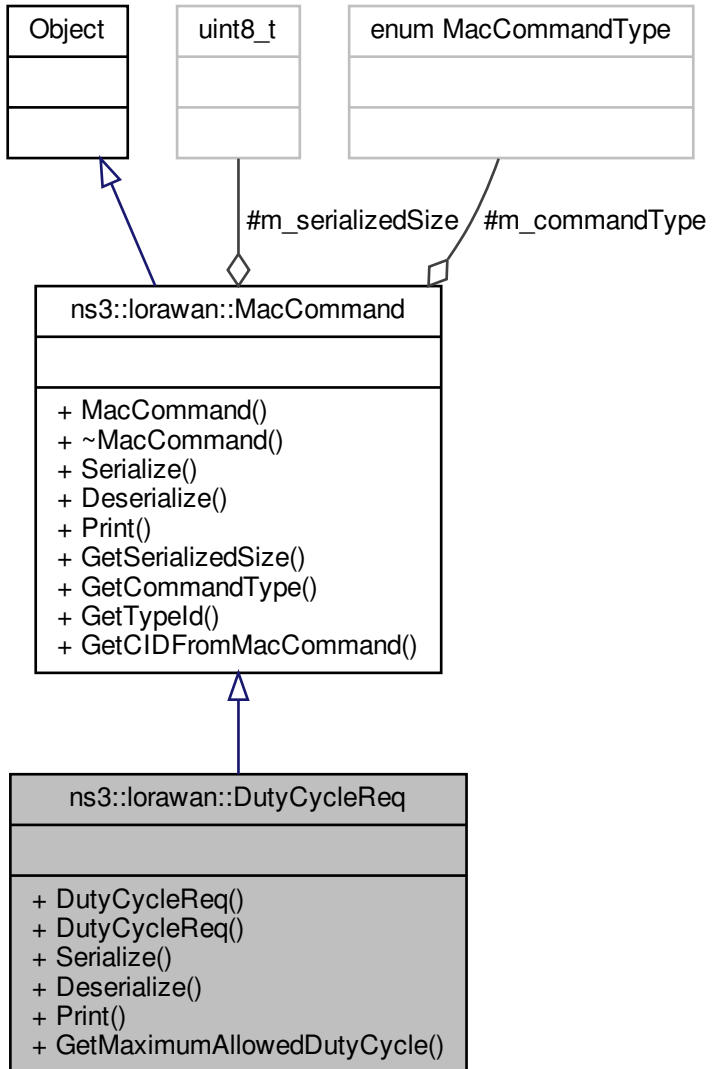 Object
uint8_t
enum MacCommandType
#m_serializedSize
#m_commandType
ns3::lorawan::MacCommand
+ MacCommand()
+ ~MacCommand()
+ Serialize()
+ Deserialize()
+ Print()
+ GetSerializedSize()
+ GetCommandType()
+ GetTypeId()
+ GetCIDFromMacCommand()
ns3::lorawan::DutyCycleReq
+ DutyCycleReq()
+ DutyCycleReq()
+ Serialize()
+ Deserialize()
+ Print()
+ GetMaximumAllowedDutyCycle()